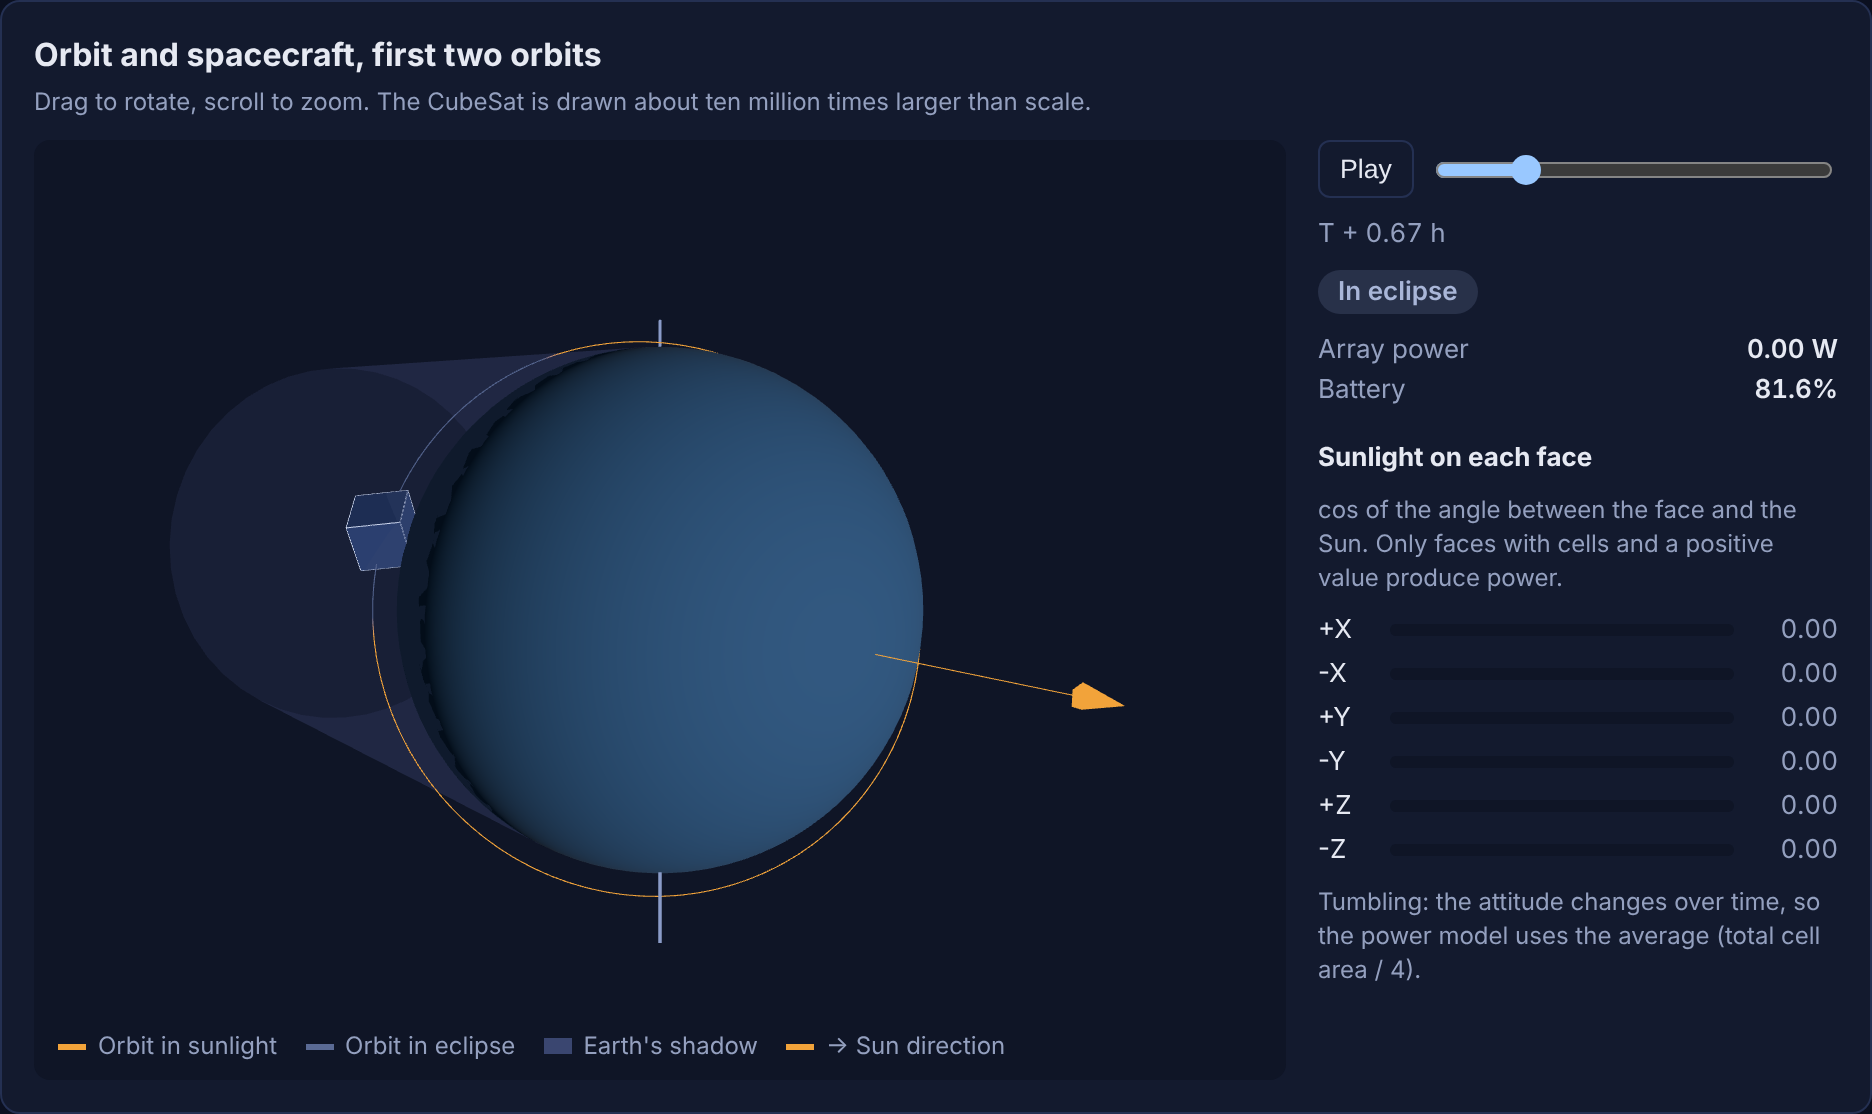 Orbit and spacecraft, first two orbits
Drag to rotate, scroll to zoom. The CubeSat is drawn about ten million times larger than scale.
Play
T + 0.67 h
In eclipse
Array power 0.00 W
Battery 81.6%
Sunlight on each face
cos of the angle between the face and the
Sun. Only faces with cells and a positive
value produce power.
+X 0.00
-X 0.00
+Y 0.00
-Y 0.00
+Z 0.00
-Z 0.00
Tumbling: the attitude changes over time, so
the power model uses the average (total cell
area / 4).
Orbit in sunlight Orbit in eclipse Earth's shadow → Sun direction